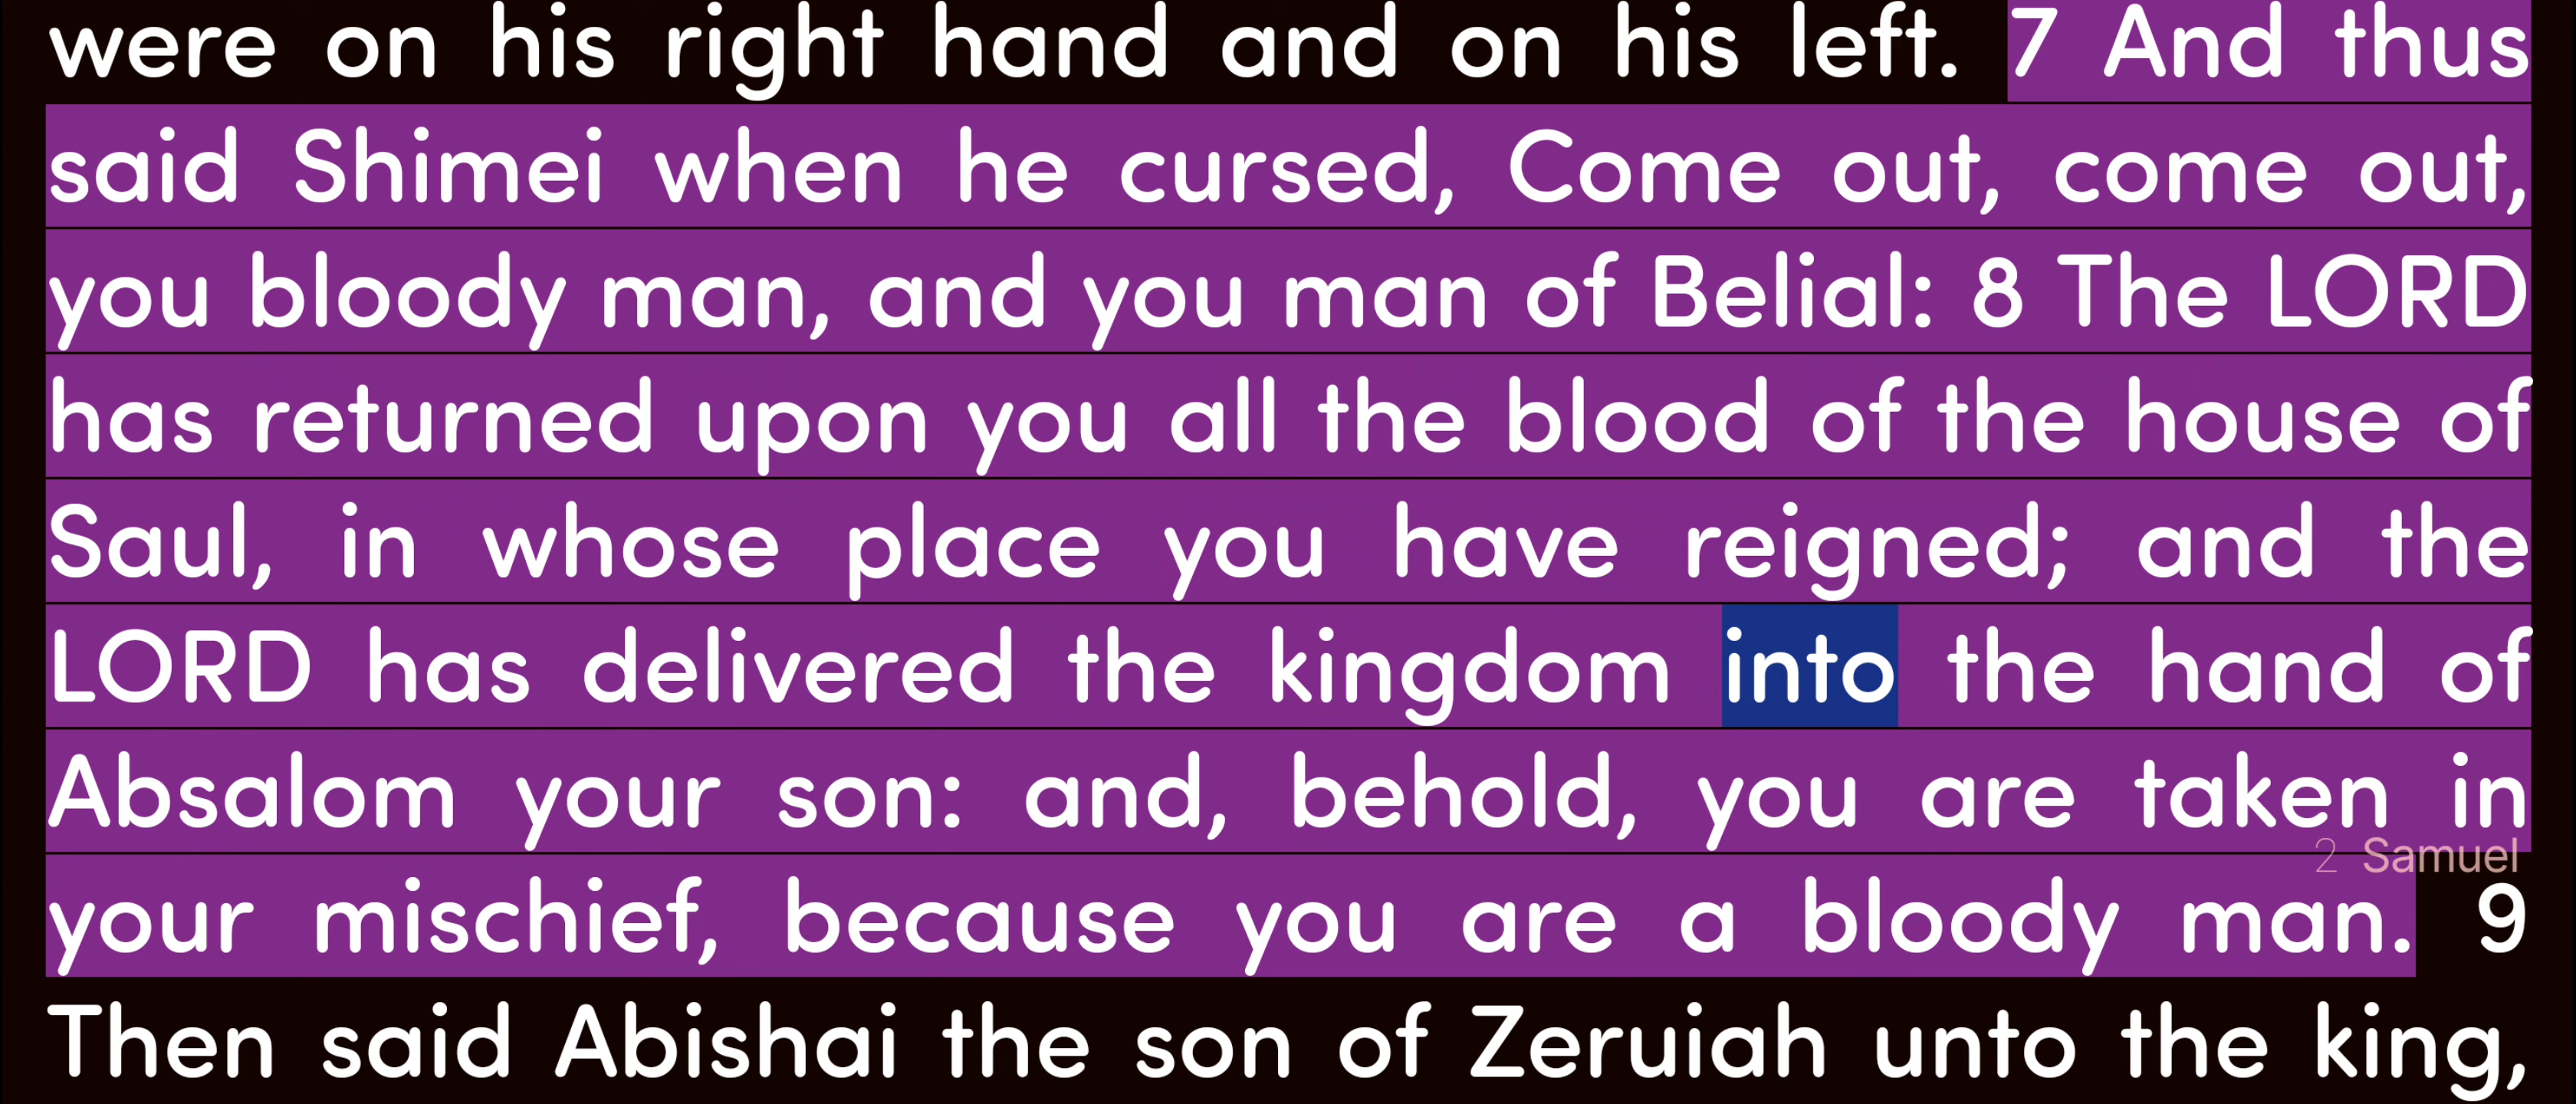 were on his right hand and on his left. 7 And thus
said Shimei when he cursed, Come out, come out,
you bloody man, and you man of Belial: 8 The LORD
has returned upon you all the blood of the house of
Saul, in whose place you have reigned; and the
LORD has delivered the kingdom into the hand of
Absalom your son: and, behold, you are taken in
2 Samuel
your mischief, because you are a bloody man. 9
Then said Abishai the son of Zeruiah unto the king,